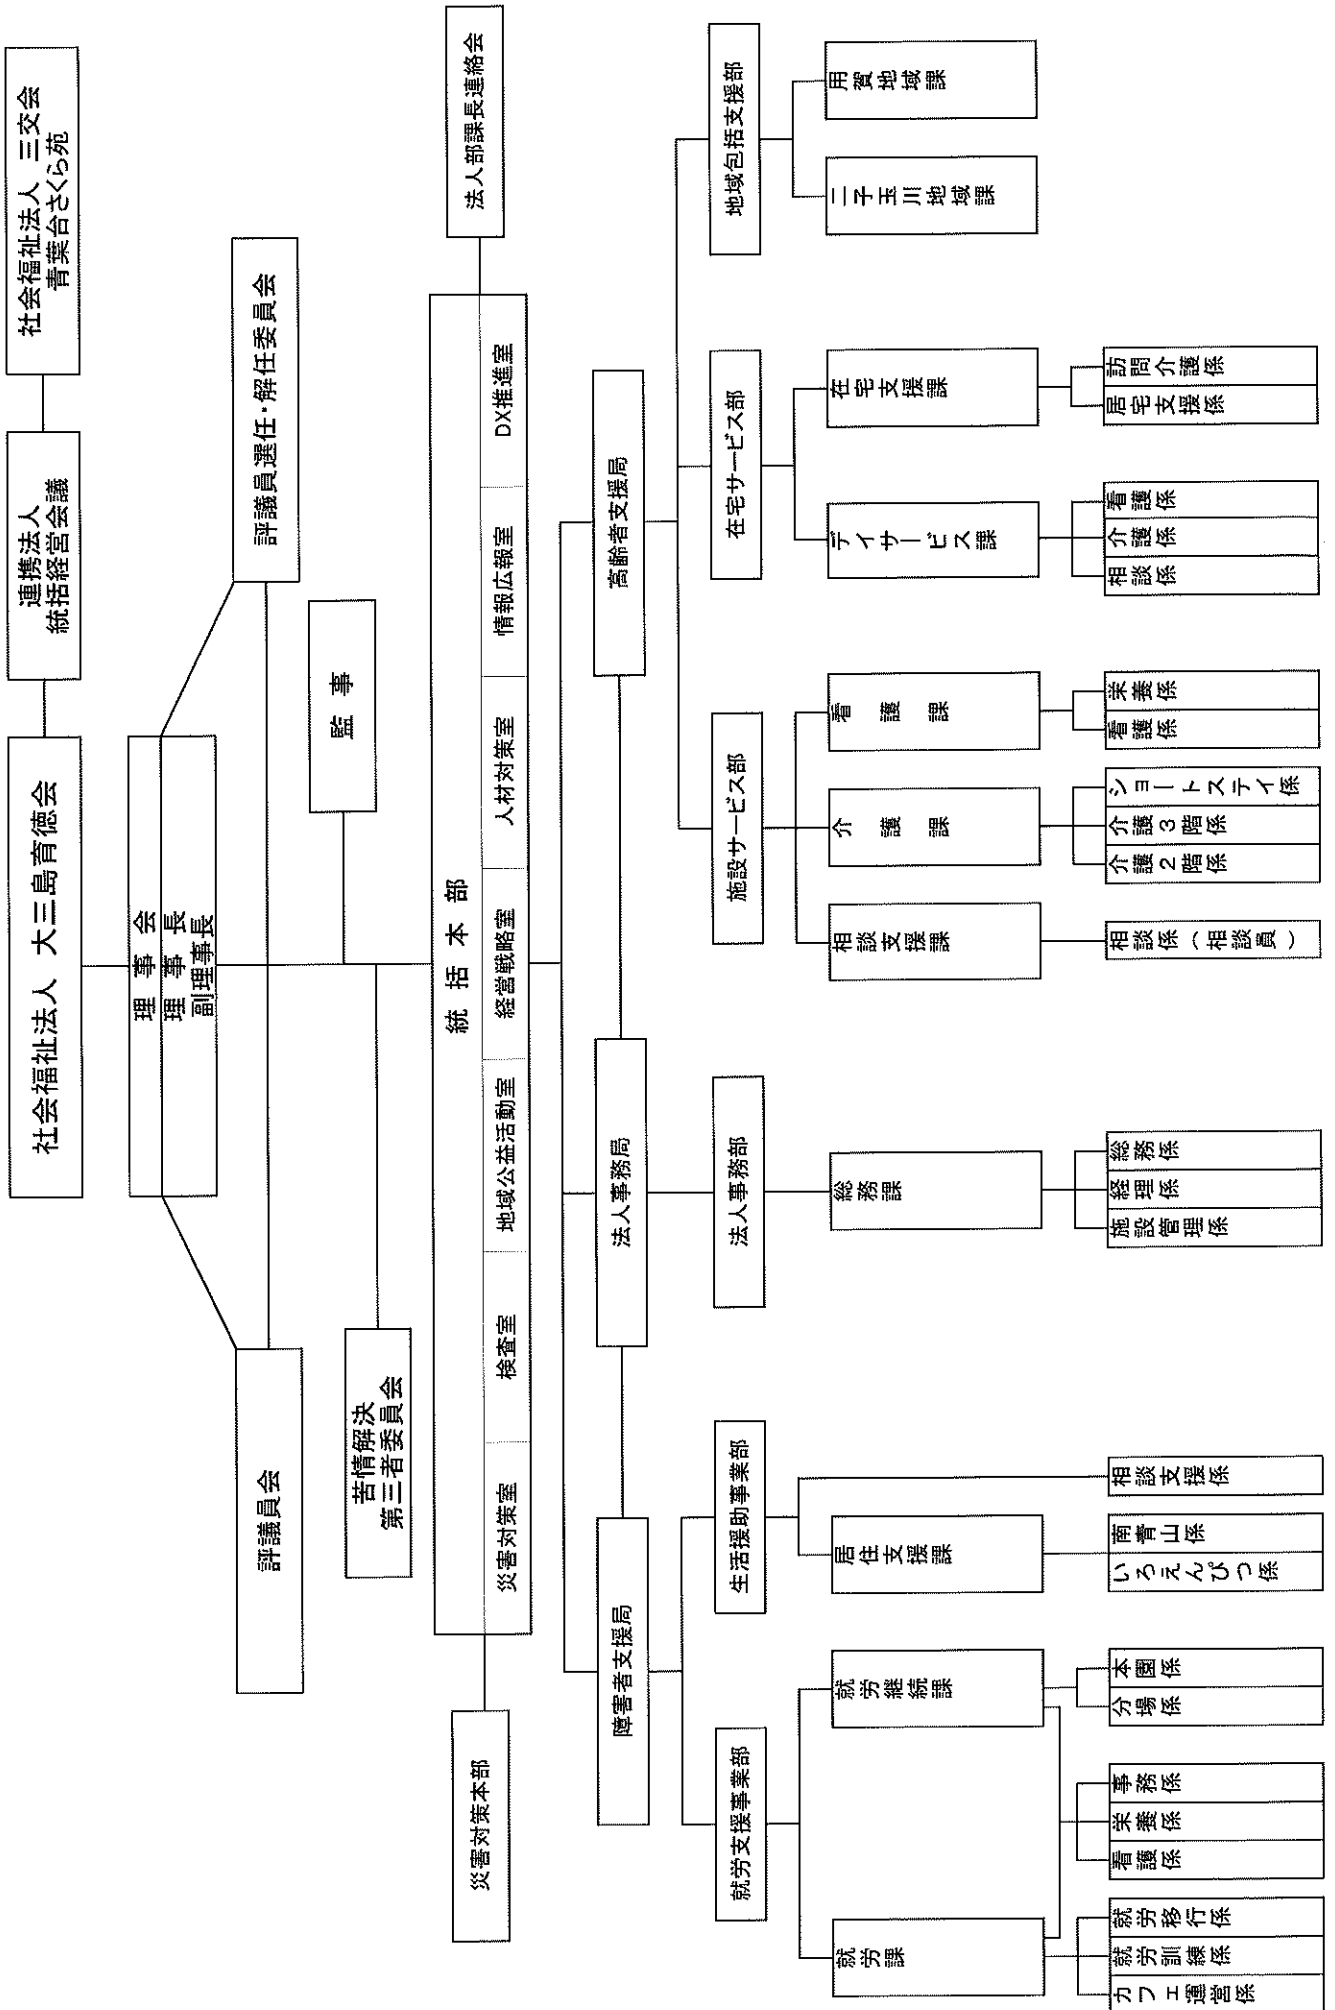 社会福祉法人 大三島育徳会
連携法人
統括経営会議
社会福祉法人 三交会
青葉台さくら苑
理事会
理事長
副理事長
評議員会
評議員選任・解任委員会
監事
苦情解決
第三者委員会
災害対策本部
統括本部
法人部課長連絡会
災害対策室
検査室
地域公益活動室
経営戦略室
人材対策室
情報広報室
DX推進室
障害者支援局
法人事務局
高齢者支援局
就労支援事業部
生活援助事業部
法人事務部
施設サービス部
在宅サービス部
地域包括支援部
就労課
就労継続課
居住支援課
総務課
相談支援課
介護課
看護課
デイサービス課
在宅支援課
二子玉川地域課
用賀地域課
カフェ運営係
就労訓練係
就労移行係
看護係
栄養係
事務係
分場係
本園係
いろえんぴつ係
南青山係
相談支援係
施設管理係
経理係
総務係
相談係(相談員)
介護2階係
介護3階係
ショートステイ係
看護係
栄養係
相談係
介護係
看護係
居宅支援係
訪問介護係